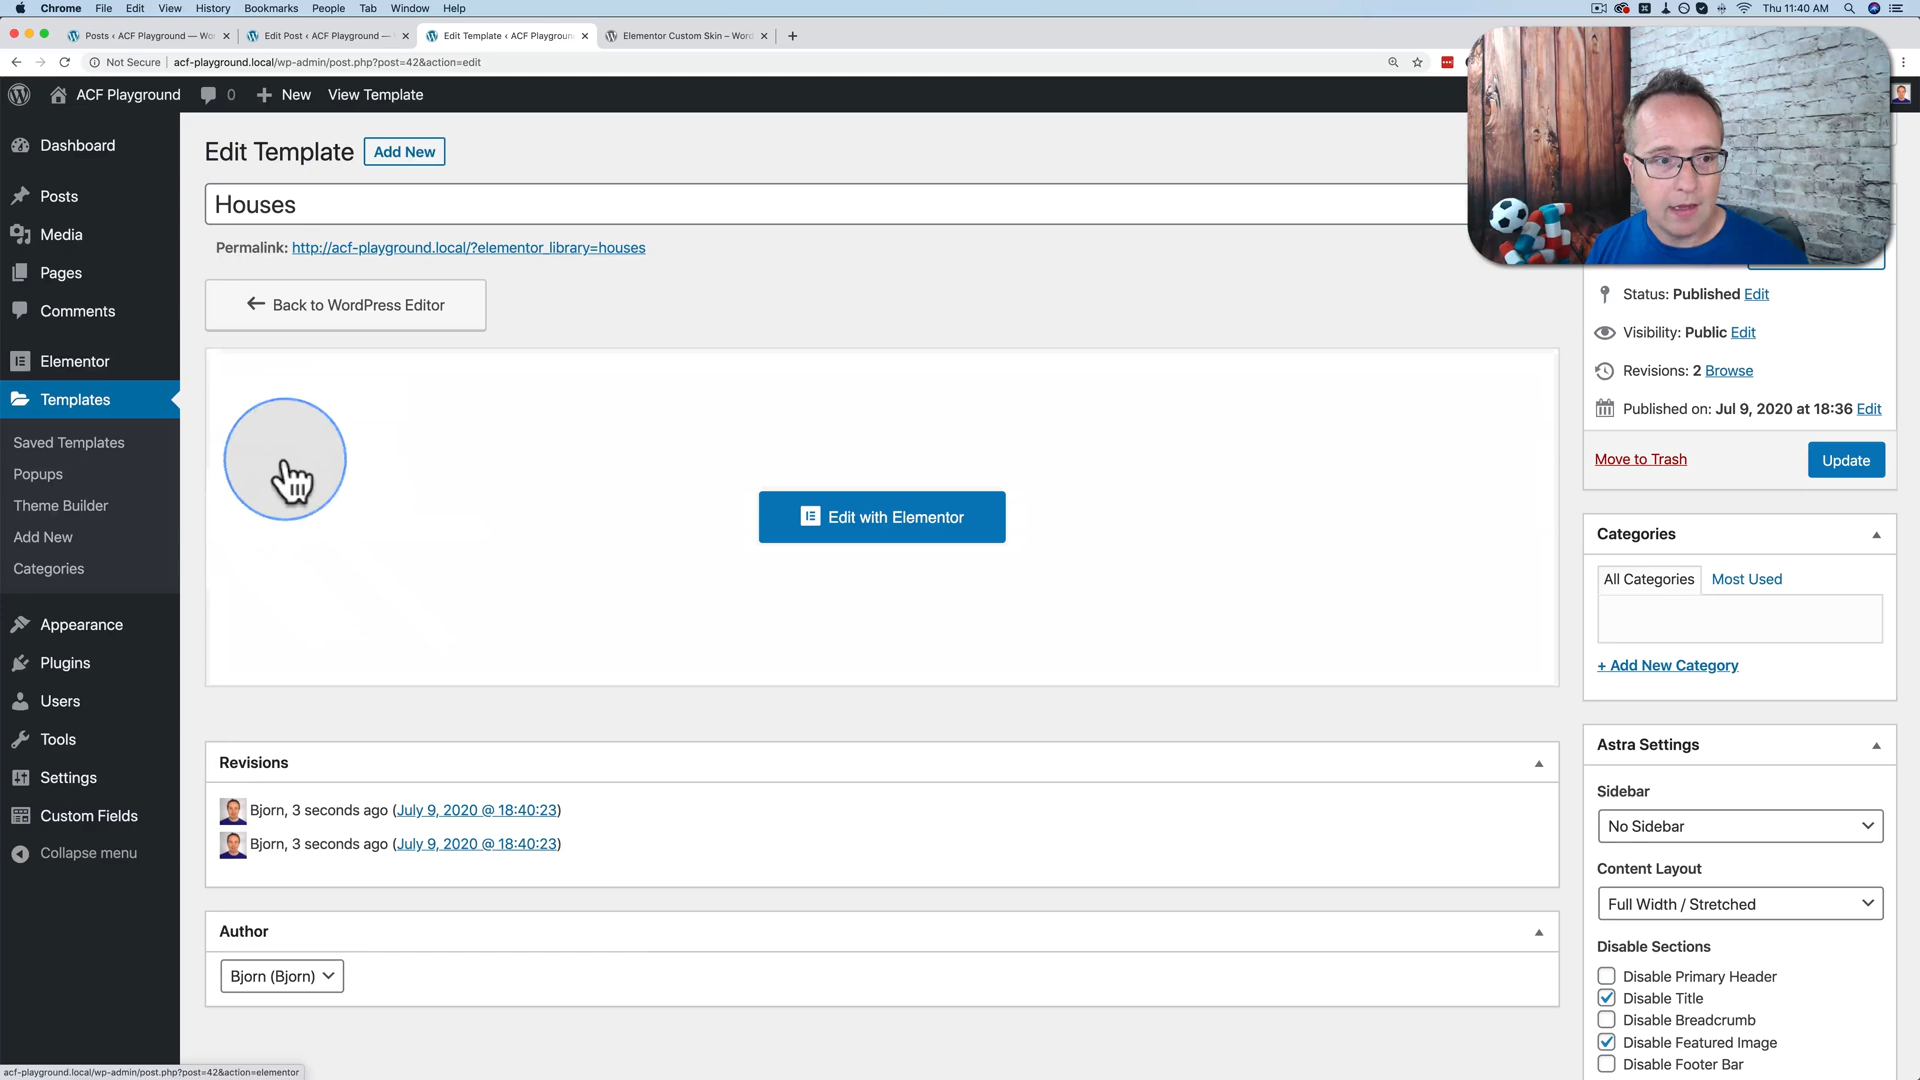 Chrome File Edit View History Bookmarks People Tab Window Help Thu 11:40 AM
Posts ‹ ACF Playground — Wo
Edit Post ‹ ACF Playground —
Edit Template ‹ ACF Playground
Elementor Custom Skin – Word
Not Secure acf-playground.local/wp-admin/post.php?post=42&action=edit
ACF Playground 0 New View Template
Dashboard
Posts
Media
Pages
Comments
Elementor
Templates
Saved Templates
Popups
Theme Builder
Add New
Categories
Appearance
Plugins
Users
Tools
Settings
Custom Fields
Collapse menu
Edit Template Add New
Houses
Permalink: http://acf-playground.local/?elementor_library=houses
← Back to WordPress Editor
Edit with Elementor
Revisions
Bjorn, 3 seconds ago (July 9, 2020 @ 18:40:23)
Bjorn, 3 seconds ago (July 9, 2020 @ 18:40:23)
Author
Bjorn (Bjorn)
Status: Published Edit
Visibility: Public Edit
Revisions: 2 Browse
Published on: Jul 9, 2020 at 18:36 Edit
Move to Trash Update
Categories
All Categories Most Used
+ Add New Category
Astra Settings
Sidebar
No Sidebar
Content Layout
Full Width / Stretched
Disable Sections
Disable Primary Header
Disable Title
Disable Breadcrumb
Disable Featured Image
Disable Footer Bar
acf-playground.local/wp-admin/post.php?post=42&action=elementor